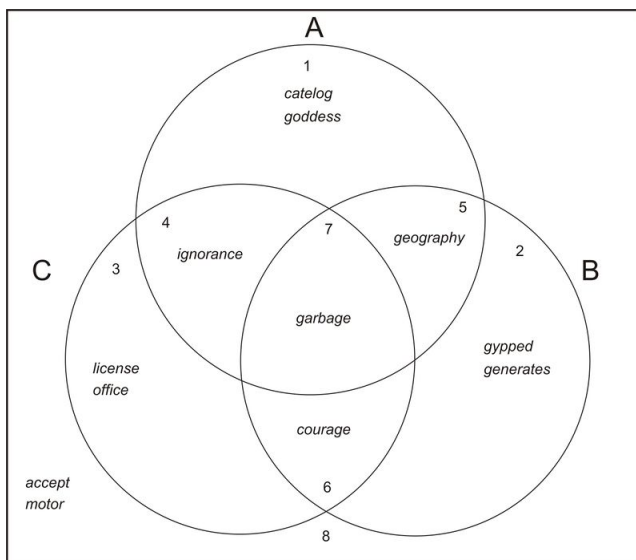 A
1
catelog
goddess
4
7
5
ignorance
geography
2
3
C
B
garbage
gypped
generates
license
office
courage
accept
motor
6
8